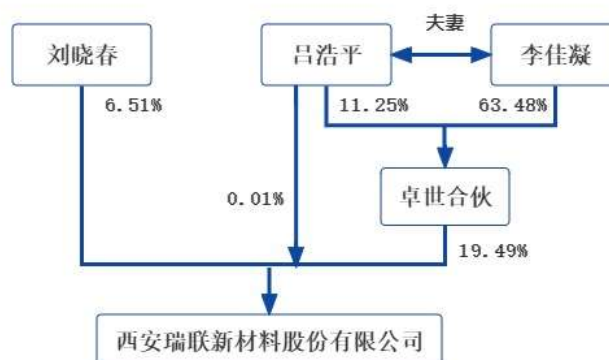 夫妻
刘晓春
吕浩平
李佳凝
6.51%
11.25%
63.48%
0.01%
卓世合伙
19.49%
西安瑞联新材料股份有限公司